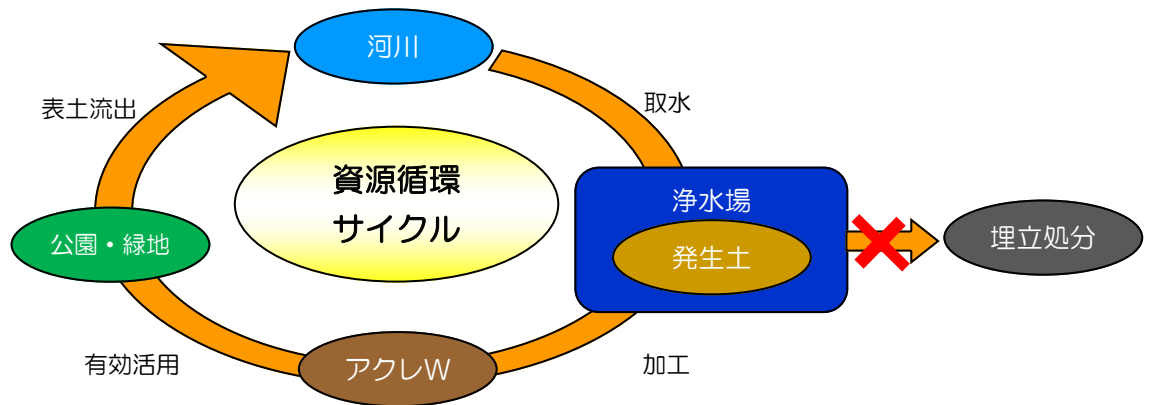 河川
表土流出
取水
資源循環
サイクル
浄水場
公園・緑地
発生土
埋立処分
有効活用
アクレW
加工